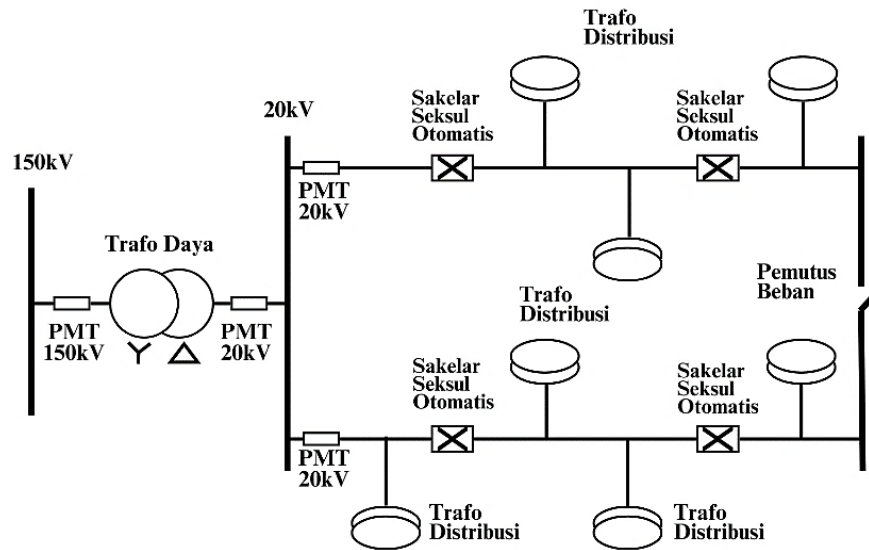 Trafo
Distribusi
Sakelar
Seksul
Otomatis
Sakelar
Seksul
Otomatis
20kV
150kV
PMT
20kV
Trafo Daya
Pemutus
Beban
Trafo
Distribusi
PMT
150kV
PMT
20kV
Sakelar
Seksul
Otomatis
Sakelar
Seksul
Otomatis
PMT
20kV
Trafo
Distribusi
Trafo
Distribusi